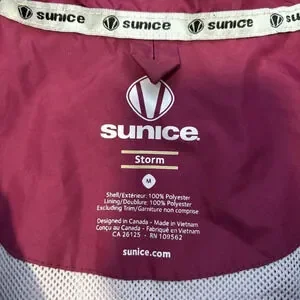 sunice sunice sunice
sunice
Storm
M
Shell/Extérieur: 100% Polyester
Lining/Doublure: 100% Polyester
Excluding Trim/Garniture non comprise
Designed in Canada - Made in Vietnam
Conçu au Canada - Fabriqué en Vietnam
CA 26125 - RN 109562
sunice.com